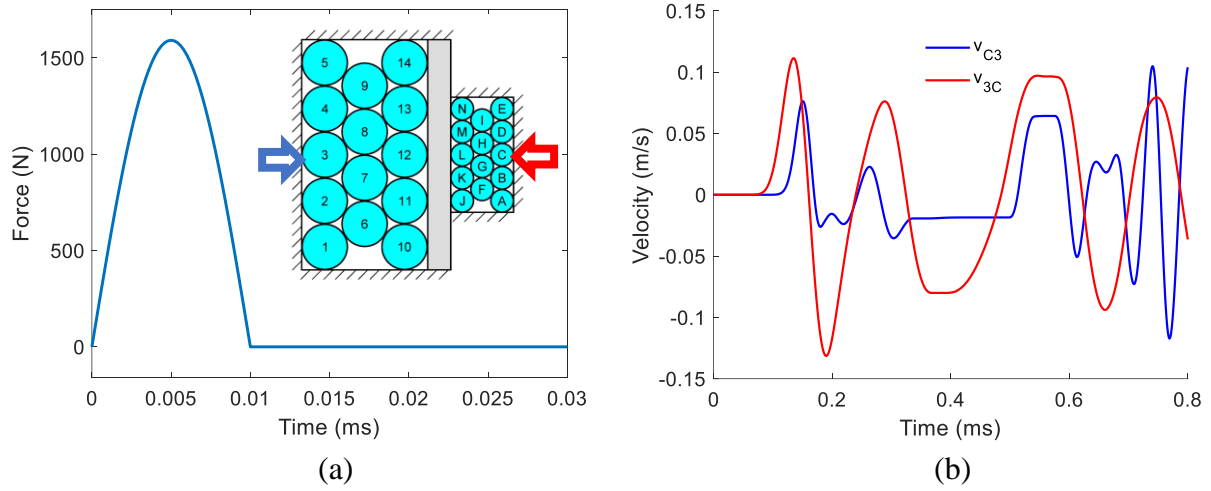 1500
1000
500
0
Force (N)
0
0.005
0.01
0.015
0.02
0.025
0.03
Time (ms)
5
4
3
2
1
9
8
7
6
14
13
12
11
10
N
M
L
K
J
I
H
G
F
E
D
C
B
A
(a)
0.15
0.1
0.05
0
-0.05
-0.1
-0.15
Velocity (m/s)
v_C3
v_3C
0
0.2
0.4
0.6
0.8
Time (ms)
(b)